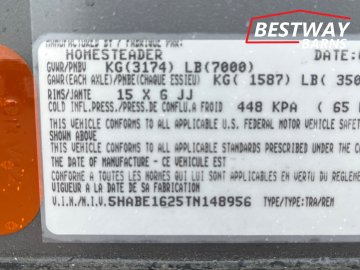 BESTWAY
BARNS
MANUFACTURED BY / FABRIQUE PAR:
HOMESTEADER DATE:
GVWR/PNBV KG(3174) LB(7000)
GAWR(EACH AXLE)/PNBE(CHAQUE ESSIEU) KG( 1587) LB( 350
RIMS/JANTE 15 X 6 JJ
COLD INFL.PRESS./PRESS.DE CONFL.A FROID 448 KPA ( 65
THIS VEHICLE CONFORMS TO ALL APPLICABLE U.S. FEDERAL MOTOR VEHICLE SAFET
SHOWN ABOVE
THIS VEHICLE CONFORMS TO ALL APPLICABLE STANDARDS PRESCRIBED UNDER THE
OF THE DATE OF MANUFACTURE - CE VEHICULE EST
CONFORME A TOUTES LES NORMES QUI LUI SONT APPLICABLES EN VERTU DU REGLEM
VIGUEUR A LA DATE DE SA FABRICATION
V.I.N./N.I.V.5HABE1625TN148956 TYPE/TYPE:TRA/REM